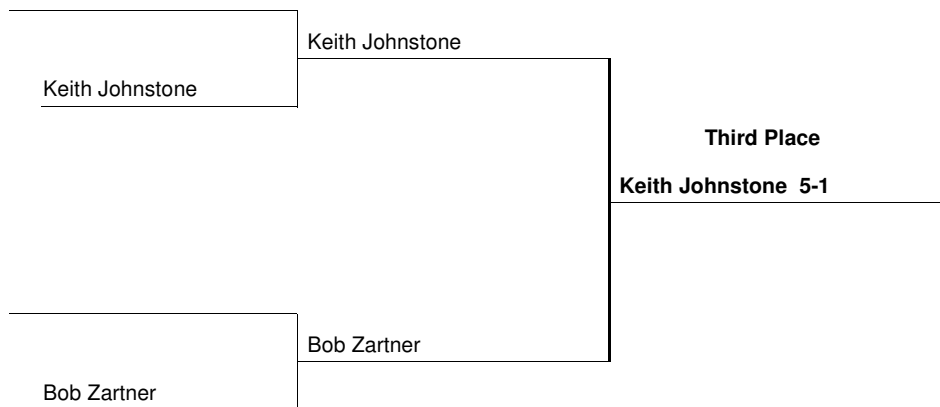 Keith Johnstone
Keith Johnstone
Third Place
Keith Johnstone 5-1
Bob Zartner
Bob Zartner